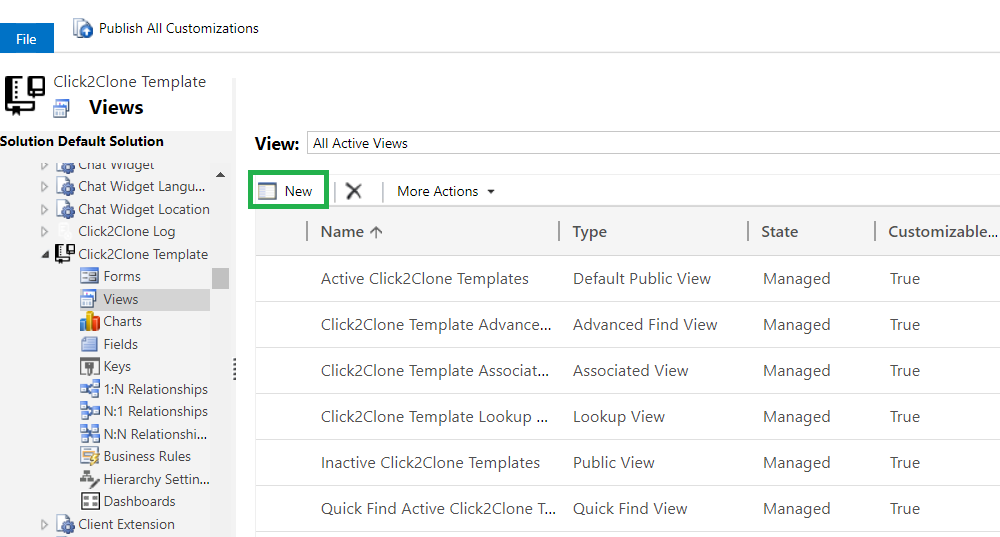 Publish All Customizations
File
Click2Clone Template
Views
Solution Default Solution
Chat Widget
Chat Widget Langu...
Chat Widget Location
Click2Clone Log
Click2Clone Template
Forms
Views
Charts
Fields
Keys
1:N Relationships
N:1 Relationships
N:N Relationshi...
Business Rules
Hierarchy Settin...
Dashboards
Client Extension
View: All Active Views
New More Actions
Name Type State Customizable...
Active Click2Clone Templates Default Public View Managed True
Click2Clone Template Advance... Advanced Find View Managed True
Click2Clone Template Associat... Associated View Managed True
Click2Clone Template Lookup ... Lookup View Managed True
Inactive Click2Clone Templates Public View Managed True
Quick Find Active Click2Clone T... Quick Find View Managed True